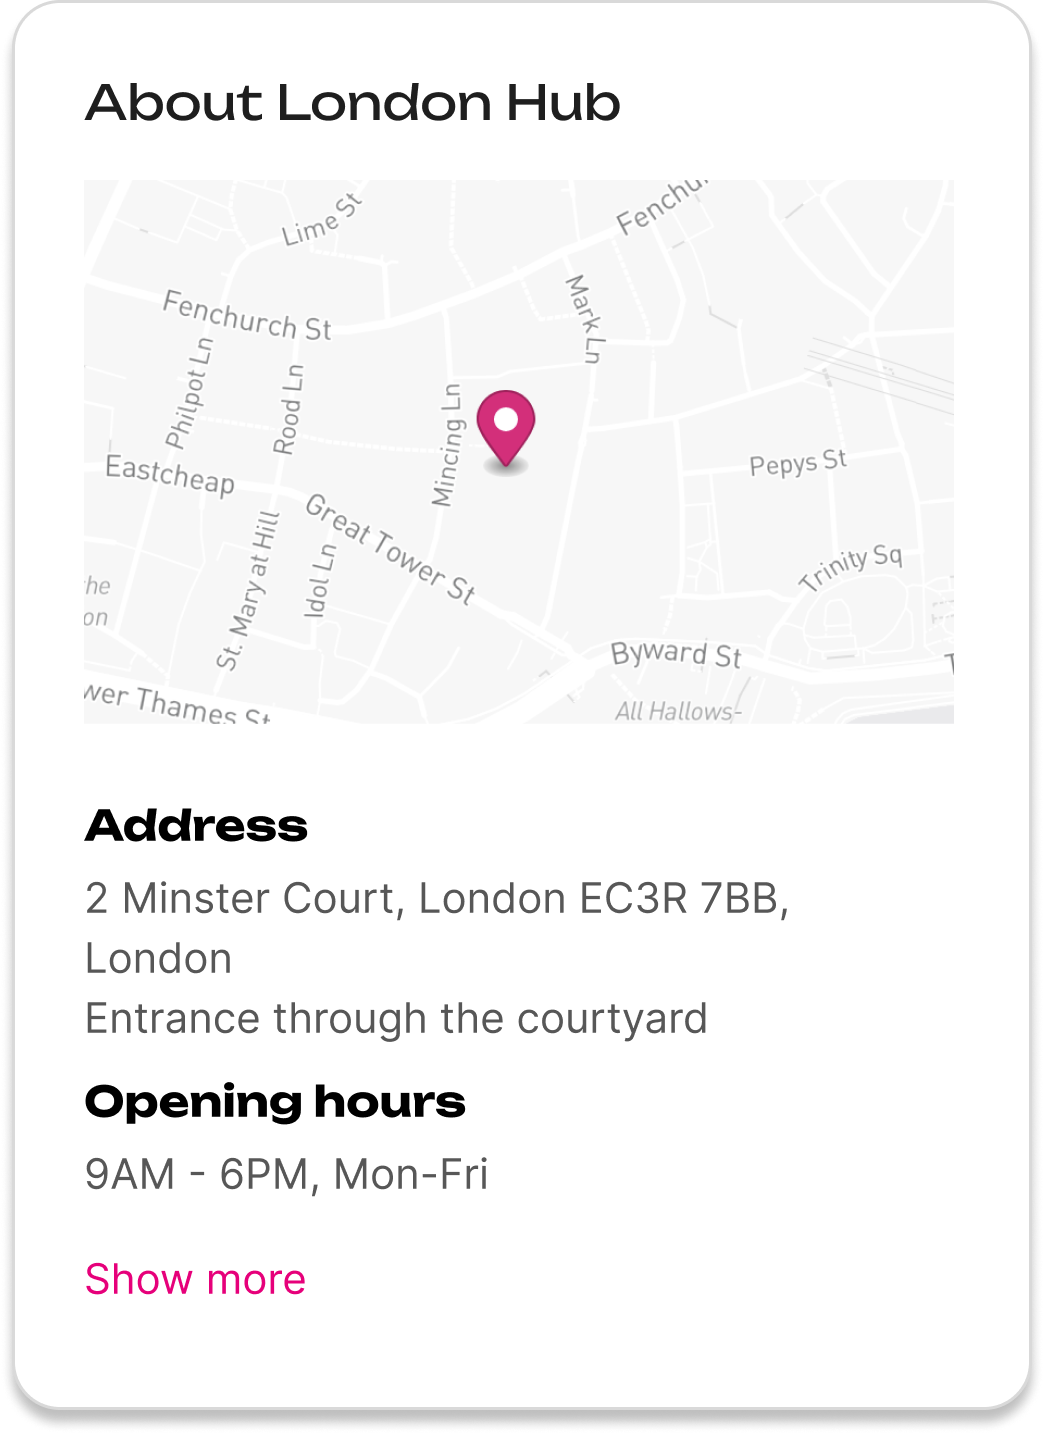 About London Hub
Lime St
Fenchur
Fenchurch St
Mark Ln
Philpot Ln
Rood Ln
Mincing Ln
Eastcheap
Pepys St
Great Tower St
St. Mary at Hill
Idol Ln
Trinity Sq
he
on
Byward St
T
wer Thames St
All Hallows-
Address
2 Minster Court, London EC3R 7BB,
London
Entrance through the courtyard
Opening hours
9AM - 6PM, Mon-Fri
Show more